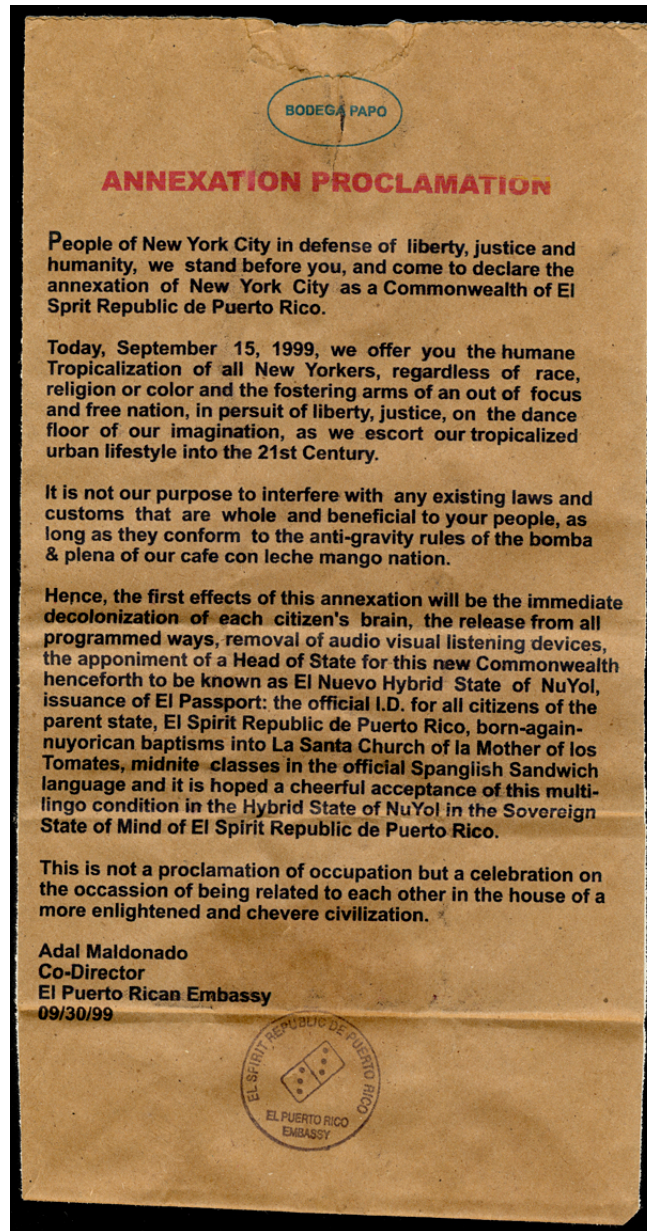 BODEGA PAPO
ANNEXATION PROCLAMATION
People of New York City in defense of liberty, justice and
humanity, we stand before you, and come to declare the
annexation of New York City as a Commonwealth of El
Sprit Republic de Puerto Rico.
Today, September 15, 1999, we offer you the humane
Tropicalization of all New Yorkers, regardless of race,
religion or color and the fostering arms of an out of focus
and free nation, in persuit of liberty, justice, on the dance
floor of our imagination, as we escort our tropicalized
urban lifestyle into the 21st Century.
It is not our purpose to interfere with any existing laws and
customs that are whole and beneficial to your people, as
long as they conform to the anti-gravity rules of the bomba
& plena of our cafe con leche mango nation.
Hence, the first effects of this annexation will be the immediate
decolonization of each citizen's brain, the release from all
programmed ways, removal of audio visual listening devices,
the apponiment of a Head of State for this new Commonwealth
henceforth to be known as El Nuevo Hybrid State of NuYol,
issuance of El Passport: the official I.D. for all citizens of the
parent state, El Spirit Republic de Puerto Rico, born-again-
nuyorican baptisms into La Santa Church of la Mother of los
Tomates, midnite classes in the official Spanglish Sandwich
language and it is hoped a cheerful acceptance of this multi-
lingo condition in the Hybrid State of NuYol in the Sovereign
State of Mind of El Spirit Republic de Puerto Rico.
This is not a proclamation of occupation but a celebration on
the occassion of being related to each other in the house of a
more enlightened and chevere civilization.
Adal Maldonado
Co-Director
El Puerto Rican Embassy
09/30/99
EL SPIRIT REPUBLIC DE PUERTO RICO
EL PUERTO RICO
EMBASSY